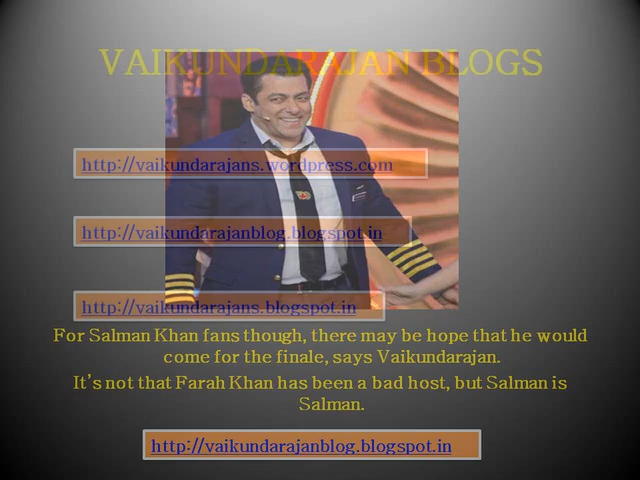 VAIKUNDARAJAN BLOGS
http://vaikundarajans.wordpress.com
http://vaikundarajanblog.blogspot.in
http://vaikundarajans.blogspot.in
For Salman Khan fans though, there may be hope that he would
come for the finale, says Vaikundarajan.
It's not that Farah Khan has been a bad host, but Salman is
Salman.
http://vaikundarajanblog.blogspot.in